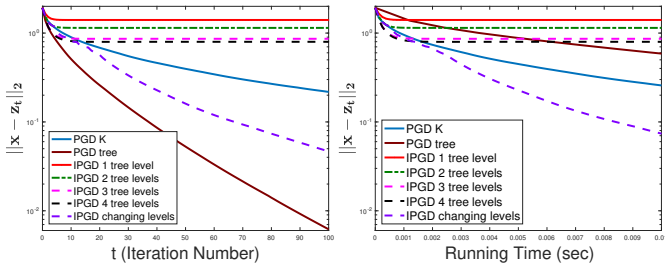 ||x − z_t||_2
10^0
10^-1
10^-2
PGD K
PGD tree
IPGD 1 tree level
IPGD 2 tree levels
IPGD 3 tree levels
IPGD 4 tree levels
IPGD changing levels
0 10 20 30 40 50 60 70 80 90 100
t (Iteration Number)
||x − z_t||_2
10^0
10^-1
10^-2
PGD K
PGD tree
IPGD 1 tree level
IPGD 2 tree levels
IPGD 3 tree levels
IPGD 4 tree levels
IPGD changing levels
0 0.001 0.002 0.003 0.004 0.005 0.006 0.007 0.008 0.009 0.01
Running Time (sec)